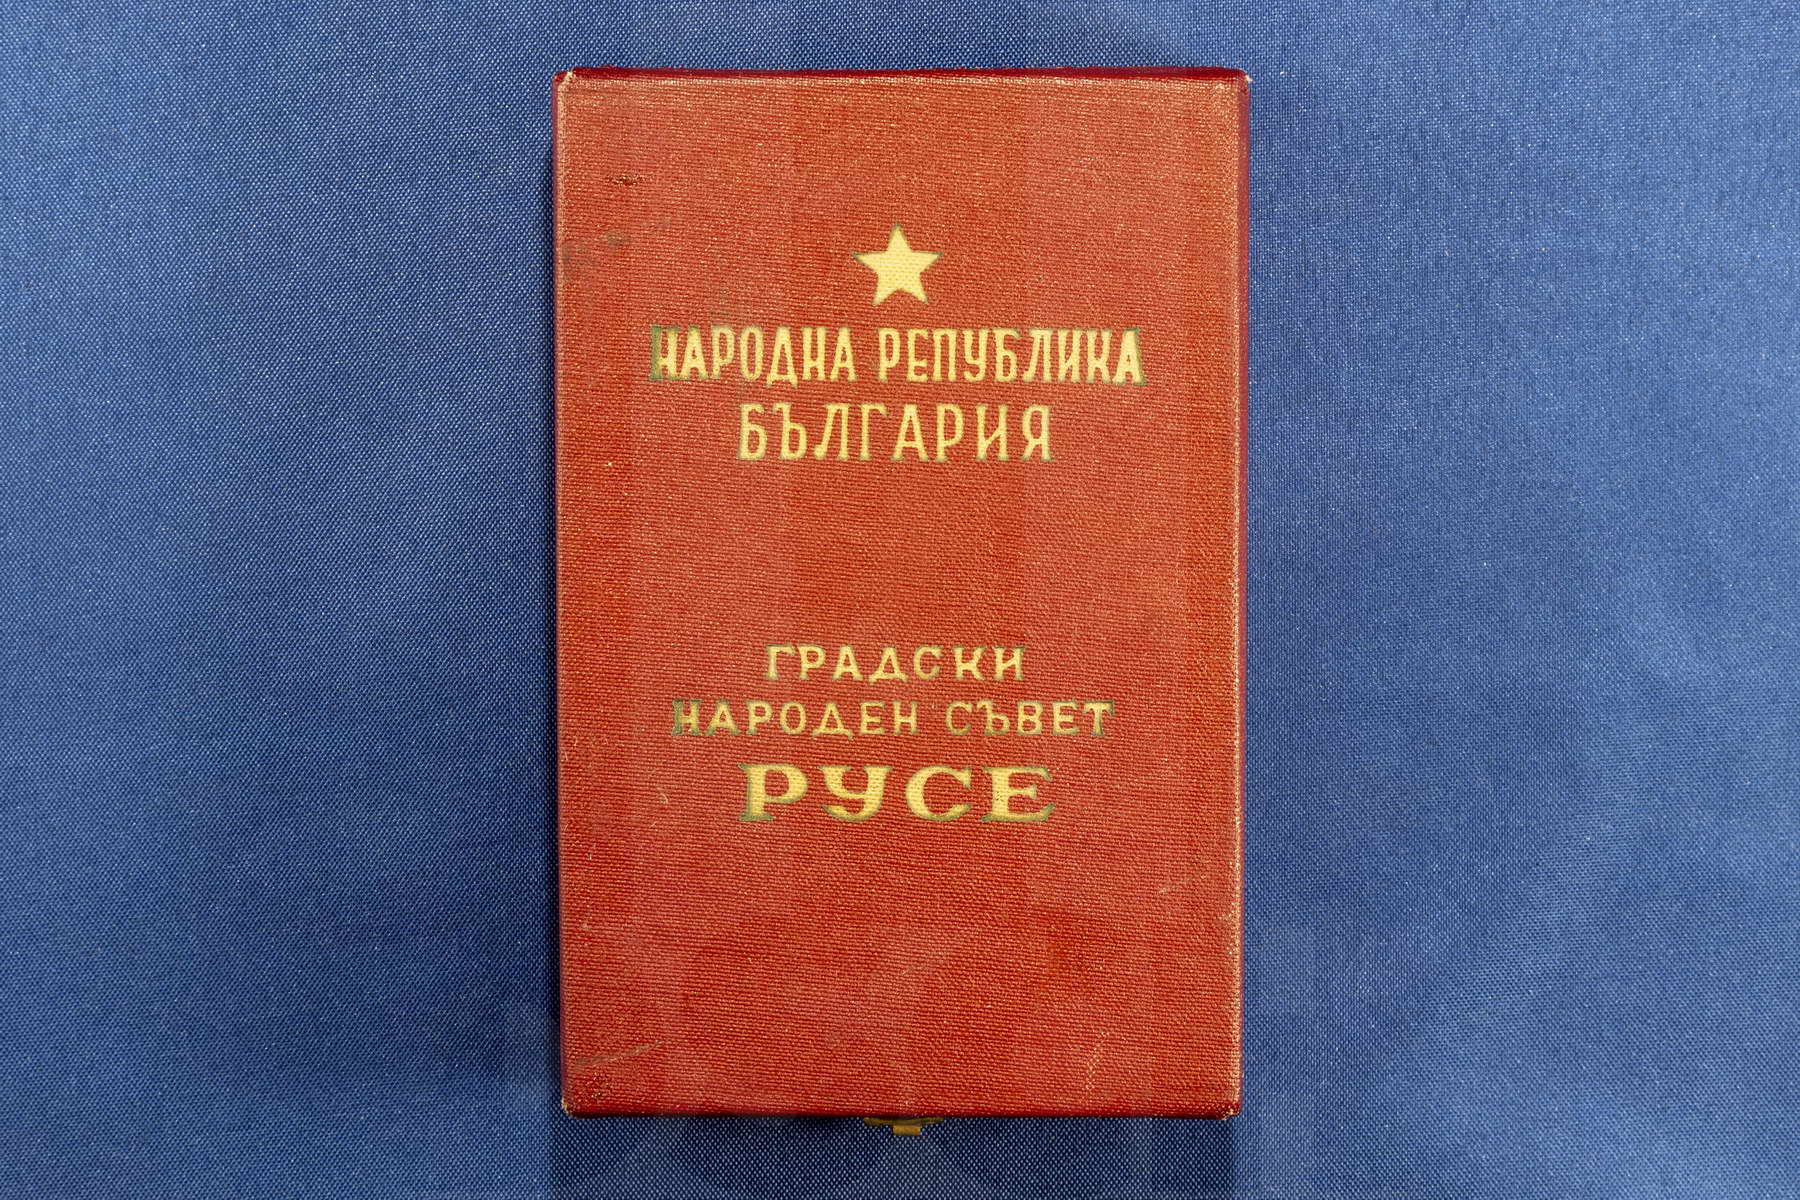 НАРОДНА РЕПУБЛИКА
БЪЛГАРИЯ
ГРАДСКИ
НАРОДЕН СЪВЕТ
РУСЕ